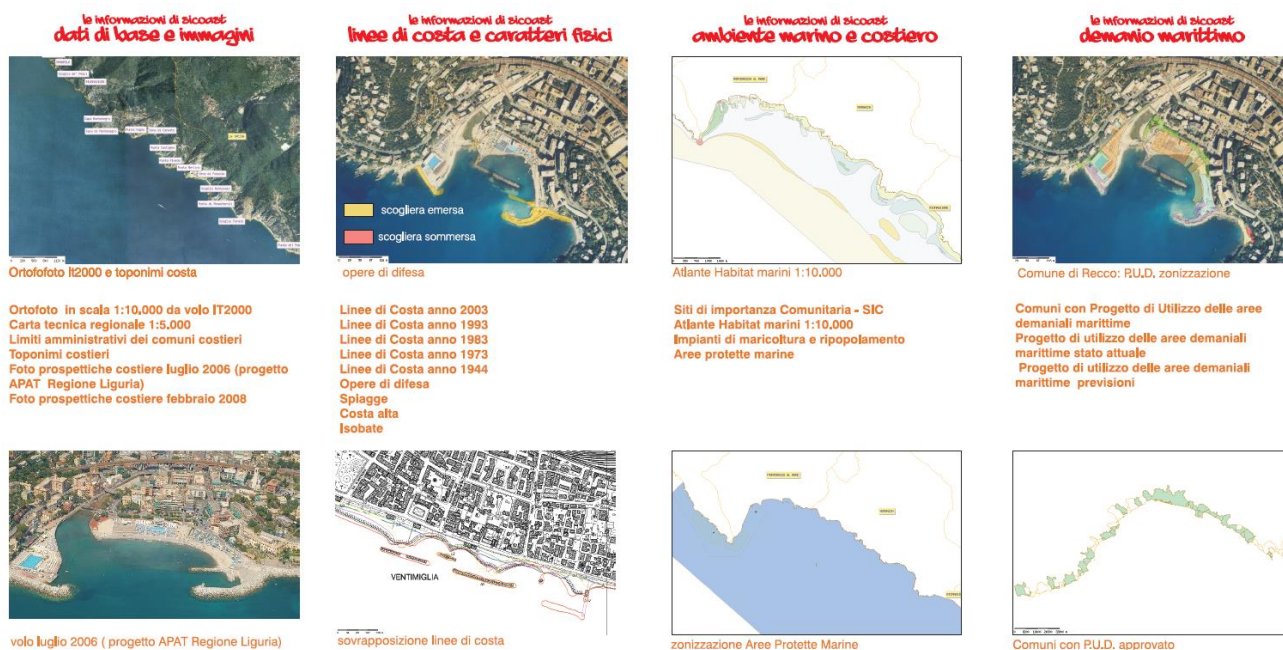 le informazioni di sicoast
dati di base e immagini
Ortofofoto It2000 e toponimi costa
Ortofoto in scala 1:10,000 da volo IT2000
Carta tecnica regionale 1:5.000
Limiti amministrativi dei comuni costieri
Toponimi costieri
Foto prospettiche costiere luglio 2006 (progetto
APAT Regione Liguria)
Foto prospettiche costiere febbraio 2008
volo luglio 2006 ( progetto APAT Regione Liguria)
le informazioni di sicoast
linee di costa e caratteri fisici
scogliera emersa
scogliera sommersa
opere di difesa
Linee di Costa anno 2003
Linee di Costa anno 1993
Linee di Costa anno 1983
Linee di Costa anno 1973
Linee di Costa anno 1944
Opere di difesa
Spiagge
Costa alta
Isobate
VENTIMIGLIA
sovrapposizione linee di costa
le informazioni di sicoast
ambiente marino e costiero
Atlante Habitat marini 1:10,000
Siti di importanza Comunitaria - SIC
Atlante Habitat marini 1:10,000
Impianti di maricoltura e ripopolamento
Aree protette marine
zonizzazione Aree Protette Marine
le informazioni di sicoast
demanio marittimo
Comune di Recco: P.U.D. zonizzazione
Comuni con Progetto di Utilizzo delle aree
demaniali marittime
Progetto di utilizzo delle aree demaniali
marittime stato attuale
Progetto di utilizzo delle aree demaniali
marittime previsioni
Comuni con P.U.D. approvato